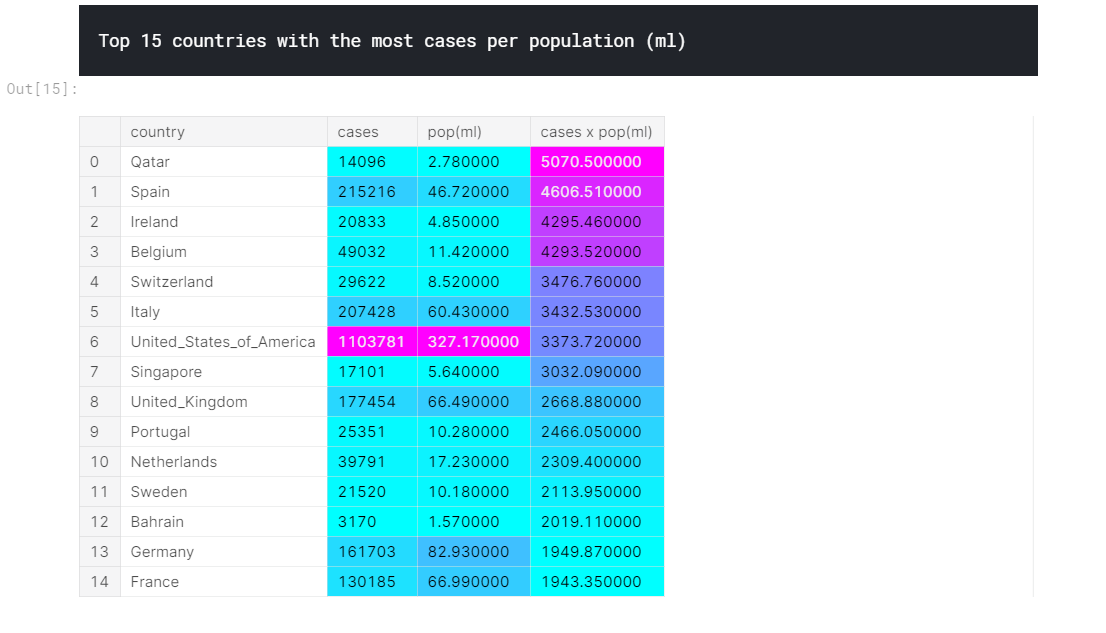 Top 15 countries with the most cases per population (ml)
Out[15]:
country cases pop(ml) cases x pop(ml)
0 Qatar 14096 2.780000 5070.500000
1 Spain 215216 46.720000 4606.510000
2 Ireland 20833 4.850000 4295.460000
3 Belgium 49032 11.420000 4293.520000
4 Switzerland 29622 8.520000 3476.760000
5 Italy 207428 60.430000 3432.530000
6 United_States_of_America 1103781 327.170000 3373.720000
7 Singapore 17101 5.640000 3032.090000
8 United_Kingdom 177454 66.490000 2668.880000
9 Portugal 25351 10.280000 2466.050000
10 Netherlands 39791 17.230000 2309.400000
11 Sweden 21520 10.180000 2113.950000
12 Bahrain 3170 1.570000 2019.110000
13 Germany 161703 82.930000 1949.870000
14 France 130185 66.990000 1943.350000